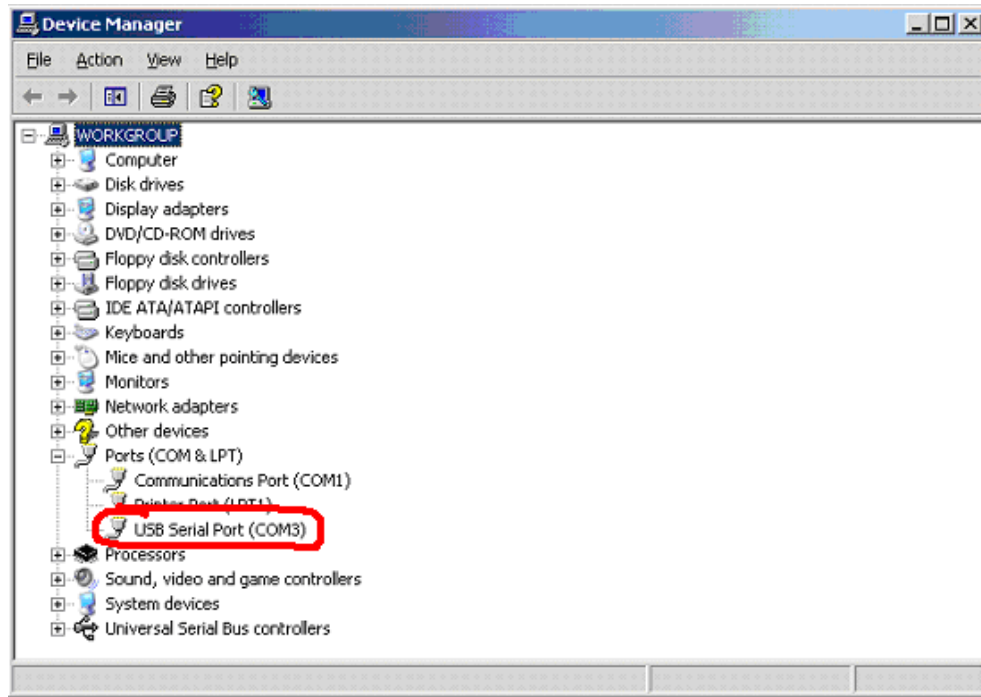 Device Manager
File Action View Help
WORKGROUP
Computer
Disk drives
Display adapters
DVD/CD-ROM drives
Floppy disk controllers
Floppy disk drives
IDE ATA/ATAPI controllers
Keyboards
Mice and other pointing devices
Monitors
Network adapters
Other devices
Ports (COM & LPT)
Communications Port (COM1)
Printer Port (LPT1)
USB Serial Port (COM3)
Processors
Sound, video and game controllers
System devices
Universal Serial Bus controllers